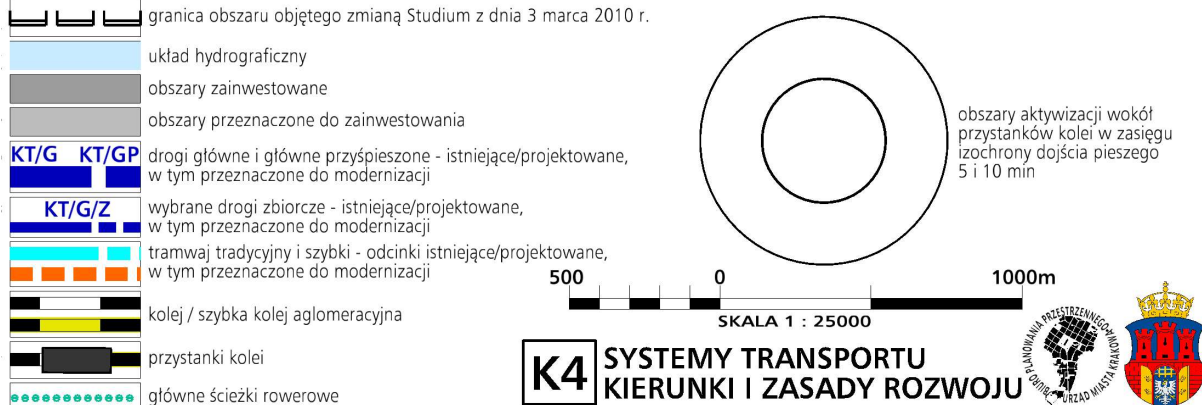 granica obszaru objętego zmianą Studium z dnia 3 marca 2010 r.
układ hydrograficzny
obszary zainwestowane
obszary przeznaczone do zainwestowania
KT/G KT/GP
drogi główne i główne przyśpieszone - istniejące/projektowane,
w tym przeznaczone do modernizacji
KT/G/Z
wybrane drogi zbiorcze - istniejące/projektowane,
w tym przeznaczone do modernizacji
tramwaj tradycyjny i szybki - odcinki istniejące/projektowane,
w tym przeznaczone do modernizacji
kolej / szybka kolej aglomeracyjna
przystanki kolei
główne ścieżki rowerowe
obszary aktywizacji wokół
przystanków kolei w zasięgu
izochrony dojścia pieszego
5 i 10 min
500 0 1000m
SKALA 1 : 25000
K4
SYSTEMY TRANSPORTU
KIERUNKI I ZASADY ROZWOJU
BIURO PLANOWANIA PRZESTRZENNEGO
URZĄD MIASTA KRAKOWA